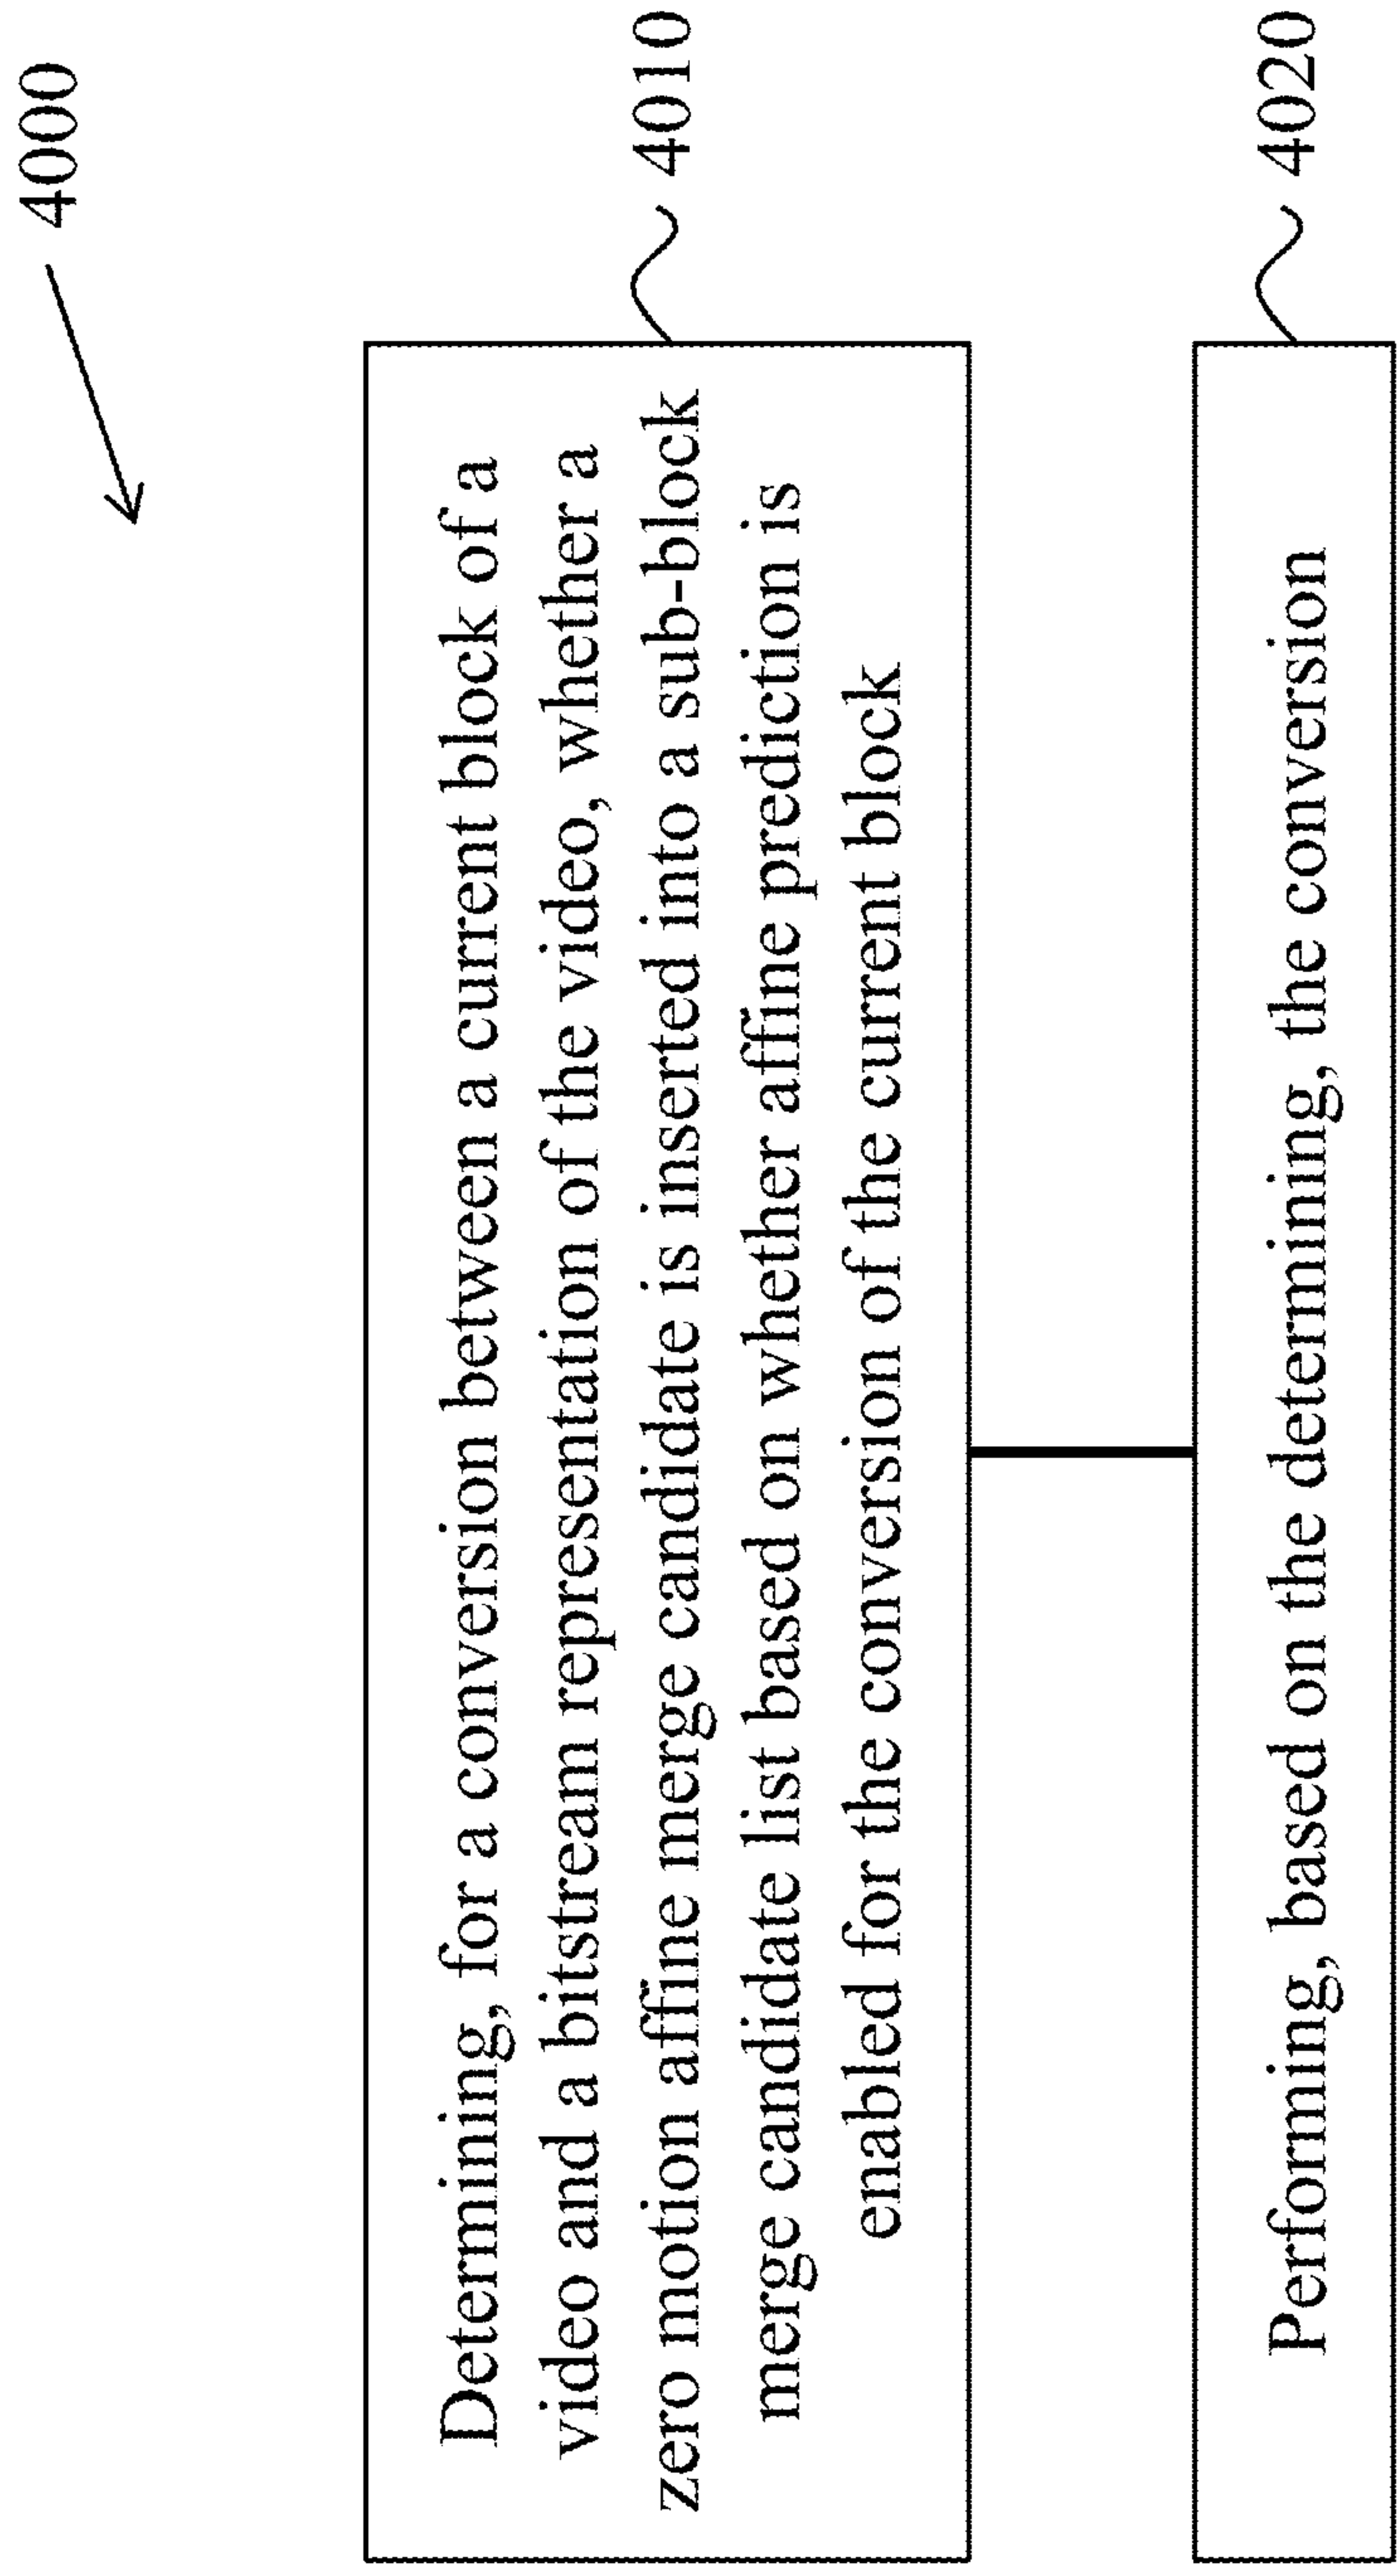 4000
Determining, for a conversion between a current block of a
video and a bitstream representation of the video, whether a
zero motion affine merge candidate is inserted into a sub-block
merge candidate list based on whether affine prediction is
enabled for the conversion of the current block
4010
Performing, based on the determining, the conversion
4020